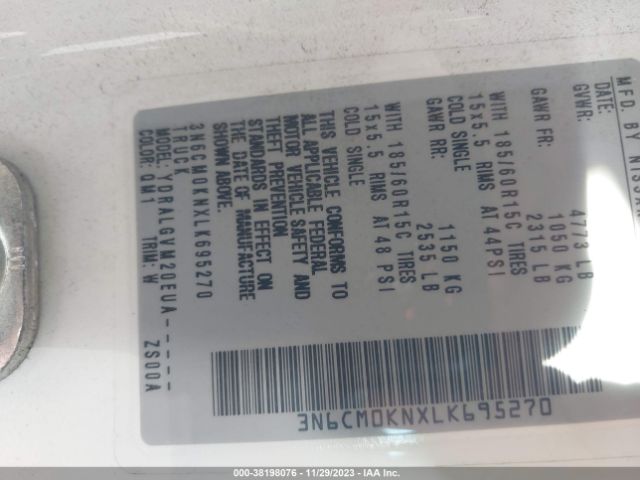 MFD. BY NISSA
DATE:
GVWR: 4773 LB
GAWR FR: 1050 KG
2315 LB
WITH 185/60R15C TIRES
15x5.5 RIMS AT 44PSI
COLD SINGLE
GAWR RR: 1150 KG
2535 LB
WITH 185/60R15C TIRES
15x5.5 RIMS AT 48 PSI
COLD SINGLE
THIS VEHICLE CONFORMS TO
ALL APPLICABLE FEDERAL
MOTOR VEHICLE SAFETY AND
THEFT PREVENTION
STANDARDS IN EFFECT ON
THE DATE OF MANUFACTURE
SHOWN ABOVE.
3N6CM0KNXLK695270
TRUCK
MODEL: YDRALGVM20EUA-----
COLOR: QM1 TRIM: W ZS00A
3N6CM0KNXLK695270
000-38198076 - 11/29/2023 - IAA Inc.